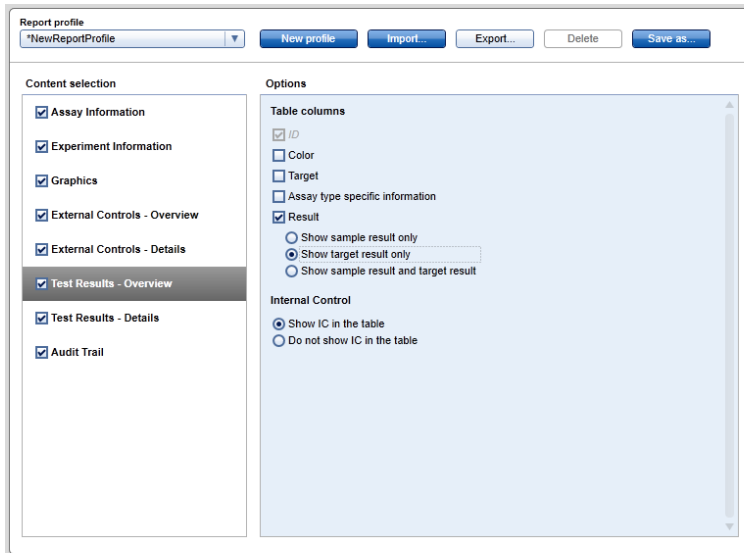 Report profile
*NewReportProfile
New profile
Import...
Export...
Delete
Save as...
Content selection
Assay Information
Experiment Information
Graphics
External Controls - Overview
External Controls - Details
Test Results - Overview
Test Results - Details
Audit Trail
Options
Table columns
ID
Color
Target
Assay type specific information
Result
Show sample result only
Show target result only
Show sample result and target result
Internal Control
Show IC in the table
Do not show IC in the table